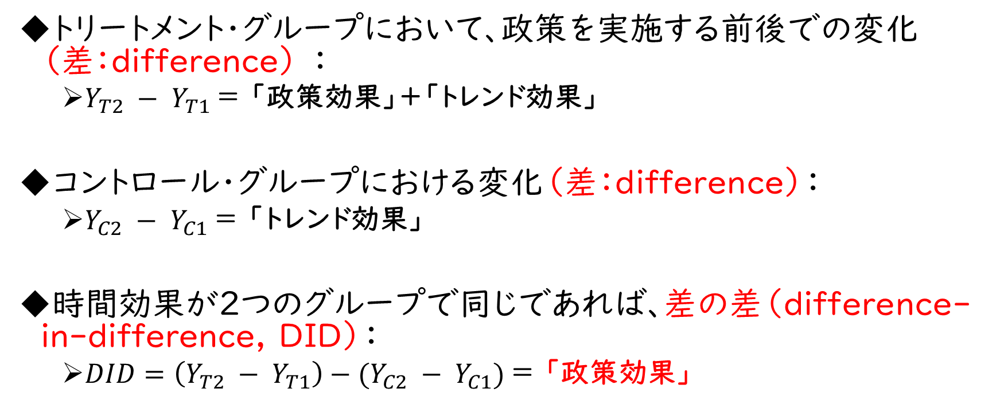 ◆トリートメント・グループにおいて、政策を実施する前後での変化
（差：difference）：
➢Y_{T2} − Y_{T1} = 「政策効果」＋「トレンド効果」
◆コントロール・グループにおける変化（差：difference）：
➢Y_{C2} − Y_{C1} = 「トレンド効果」
◆時間効果が2つのグループで同じであれば、差の差（difference-
in-difference, DID）：
➢DID = (Y_{T2} − Y_{T1}) − (Y_{C2} − Y_{C1}) = 「政策効果」